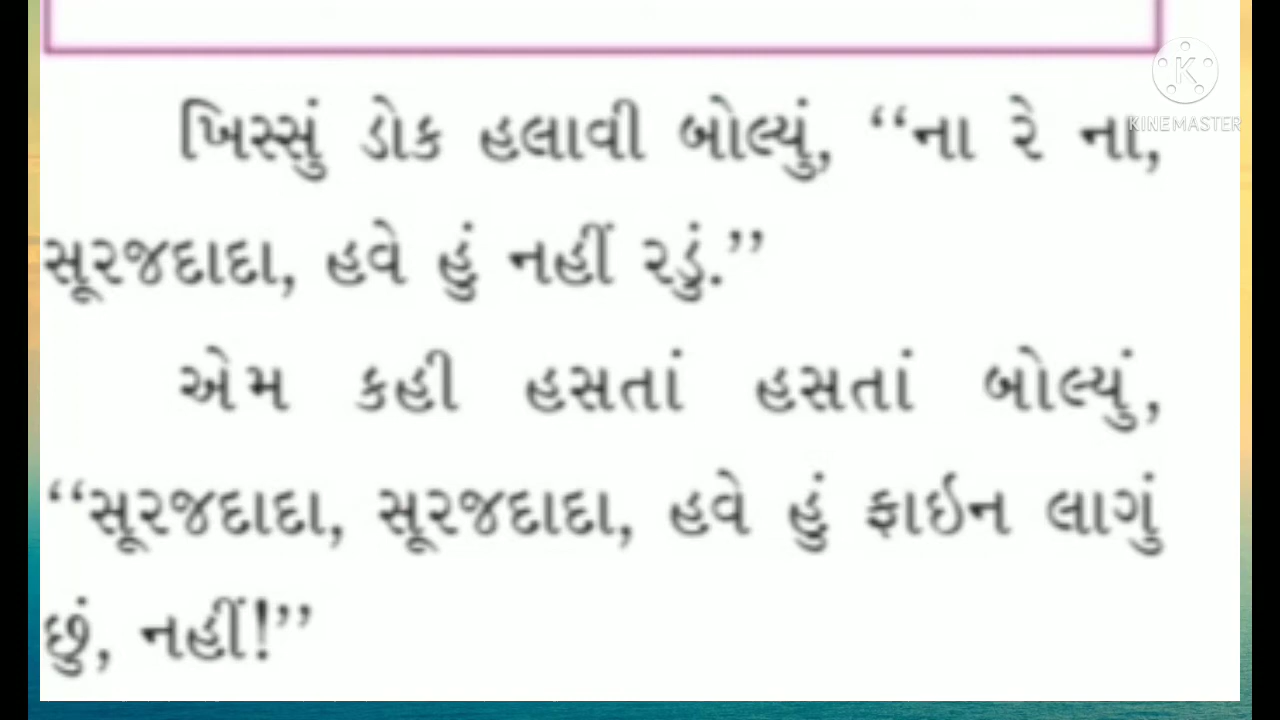 ખિસ્સું ડોક હલાવી બોલ્યું, “ના રે ના,
સૂરજદાદા, હવે હું નહીં રડું.”
એમ કહી હસતાં હસતાં બોલ્યું,
“સૂરજદાદા, સૂરજદાદા, હવે હું ફાઇન લાગું
છું, નહીં!”
KINEMASTER